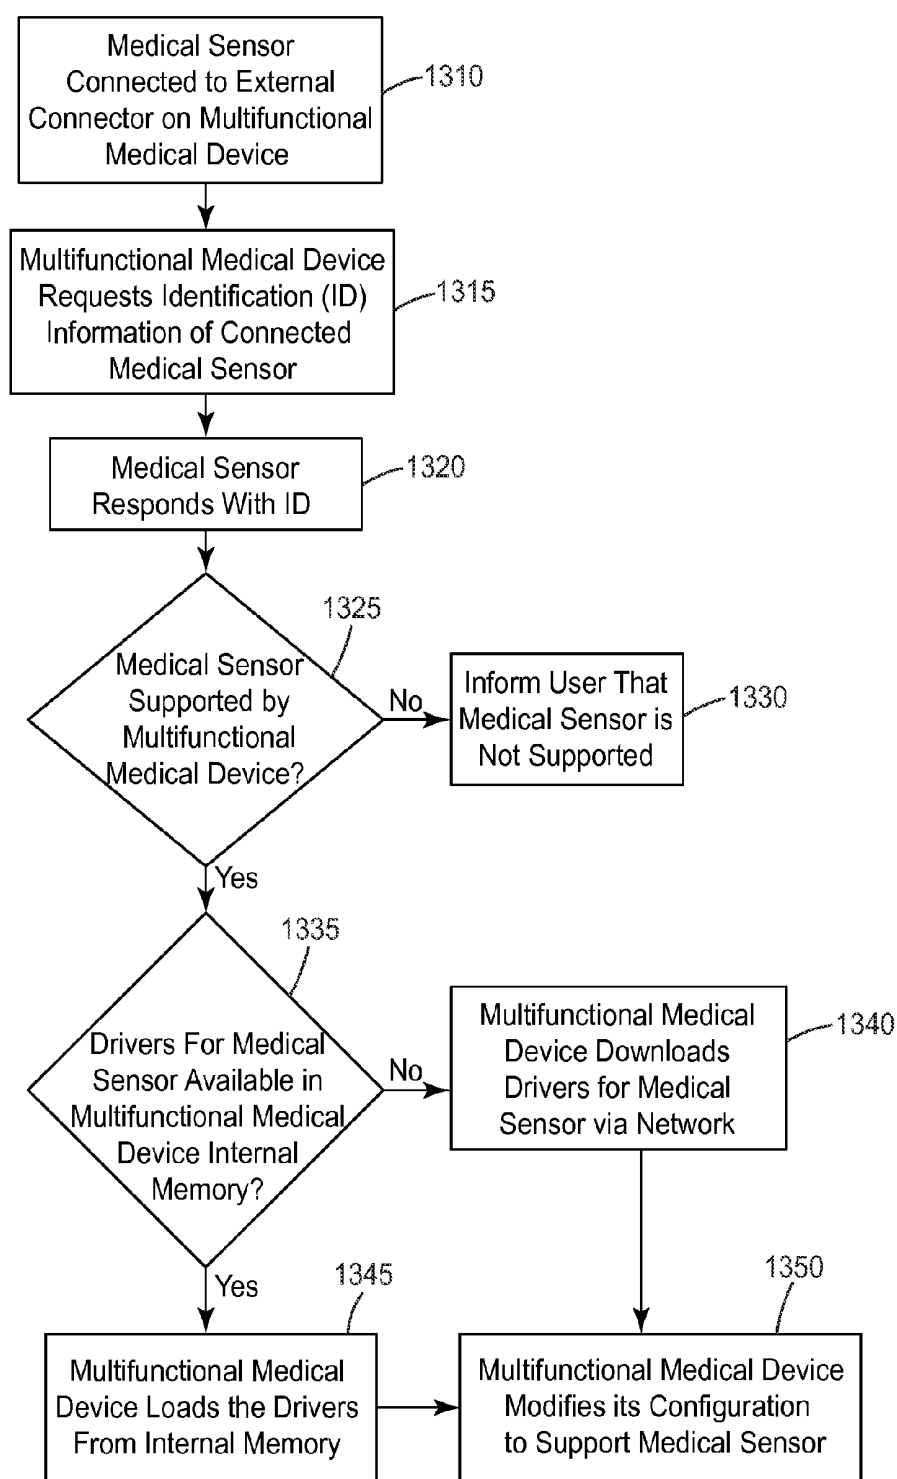 Medical Sensor
Connected to External
Connector on Multifunctional
Medical Device
1310
Multifunctional Medical Device
Requests Identification (ID)
Information of Connected
Medical Sensor
1315
Medical Sensor
Responds With ID
1320
1325
Medical Sensor
Supported by
Multifunctional
Medical Device?
No
Inform User That
Medical Sensor is
Not Supported
1330
Yes
1335
Drivers For Medical
Sensor Available in
Multifunctional Medical
Device Internal
Memory?
No
Multifunctional Medical
Device Downloads
Drivers for Medical
Sensor via Network
1340
Yes
1345
Multifunctional Medical
Device Loads the Drivers
From Internal Memory
1350
Multifunctional Medical Device
Modifies its Configuration
to Support Medical Sensor